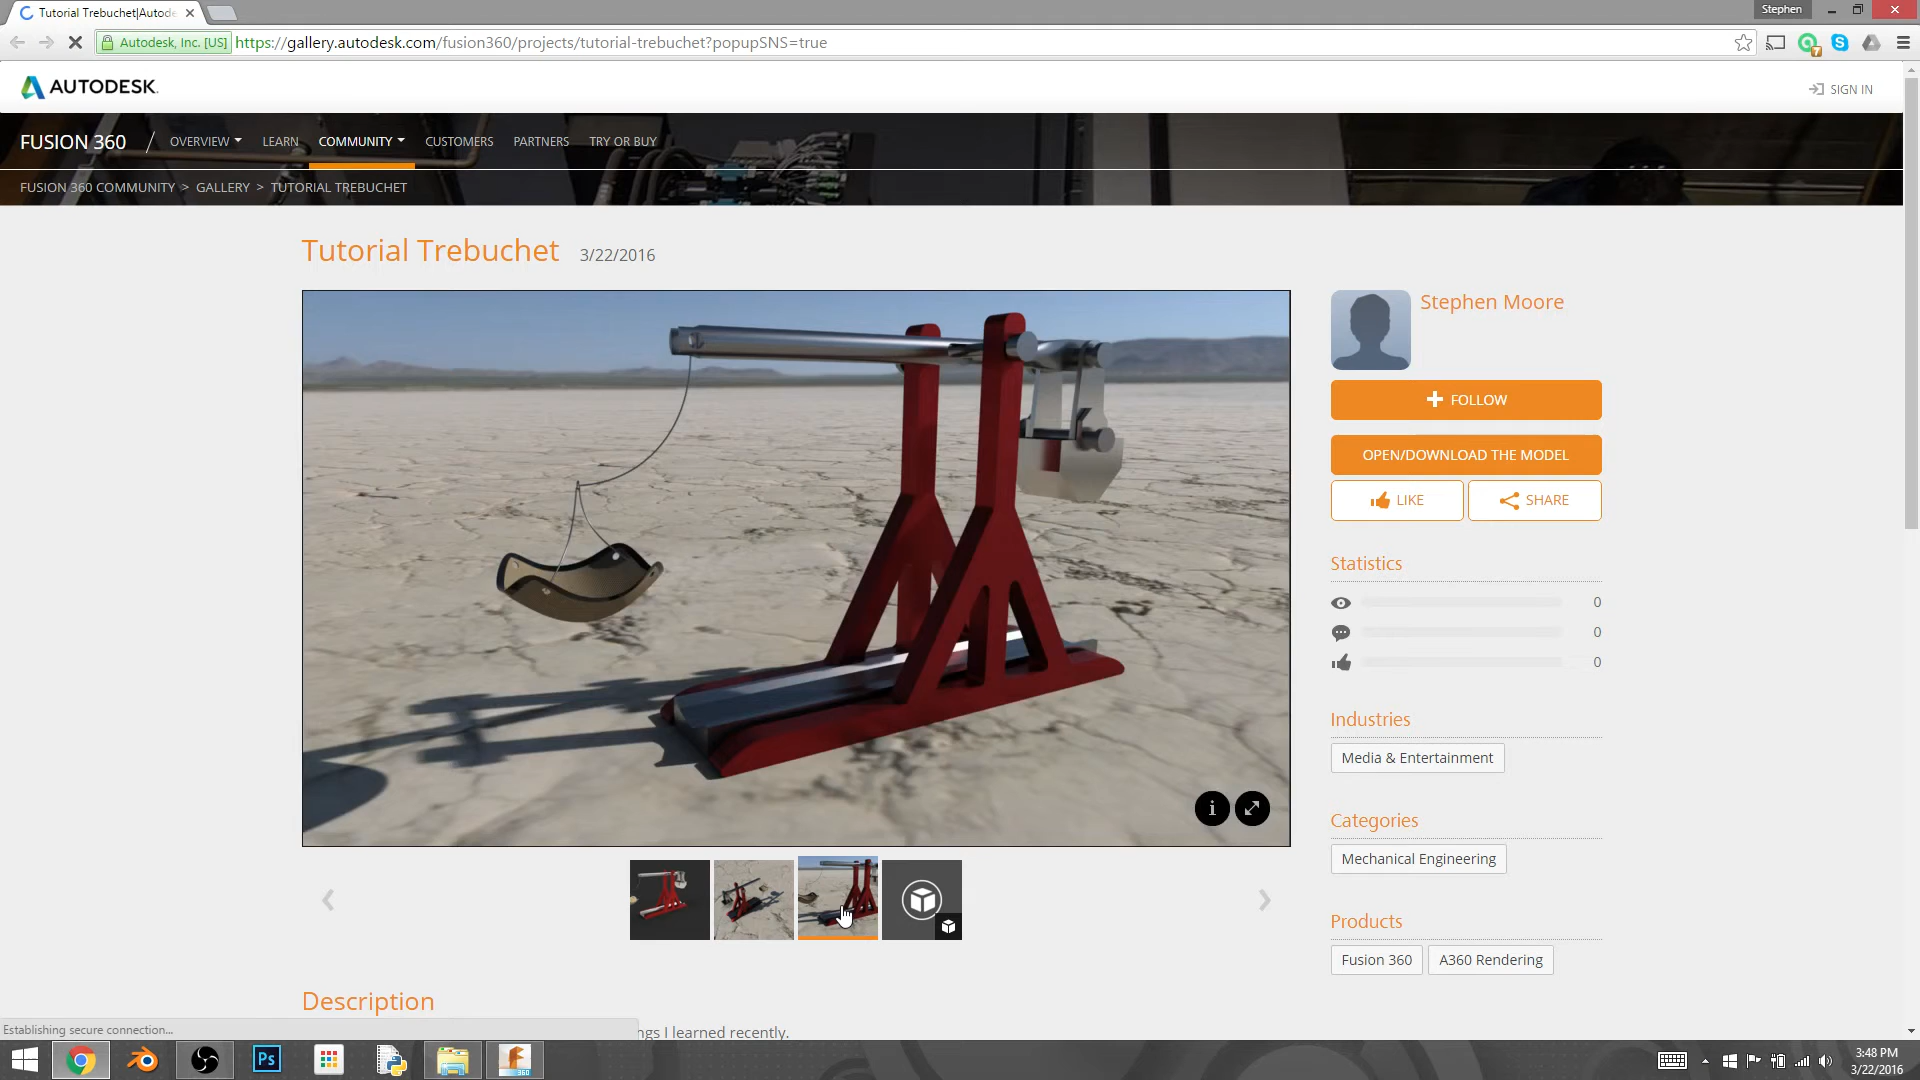 Tutorial Trebuchet|Autod
Stephen
Autodesk, Inc. [US] https://gallery.autodesk.com/fusion360/projects/tutorial-trebuchet?popupSNS=true
7
AUTODESK.
SIGN IN
FUSION 360 / OVERVIEW LEARN COMMUNITY CUSTOMERS PARTNERS TRY OR BUY
FUSION 360 COMMUNITY > GALLERY > TUTORIAL TREBUCHET
Tutorial Trebuchet 3/22/2016
Stephen Moore
FOLLOW
OPEN/DOWNLOAD THE MODEL
LIKE SHARE
Statistics
0
0
0
Industries
Media & Entertainment
Categories
Mechanical Engineering
Products
Fusion 360 A360 Rendering
Description
ngs I learned recently.
Establishing secure connection...
Ps
360
3:48 PM
3/22/2016